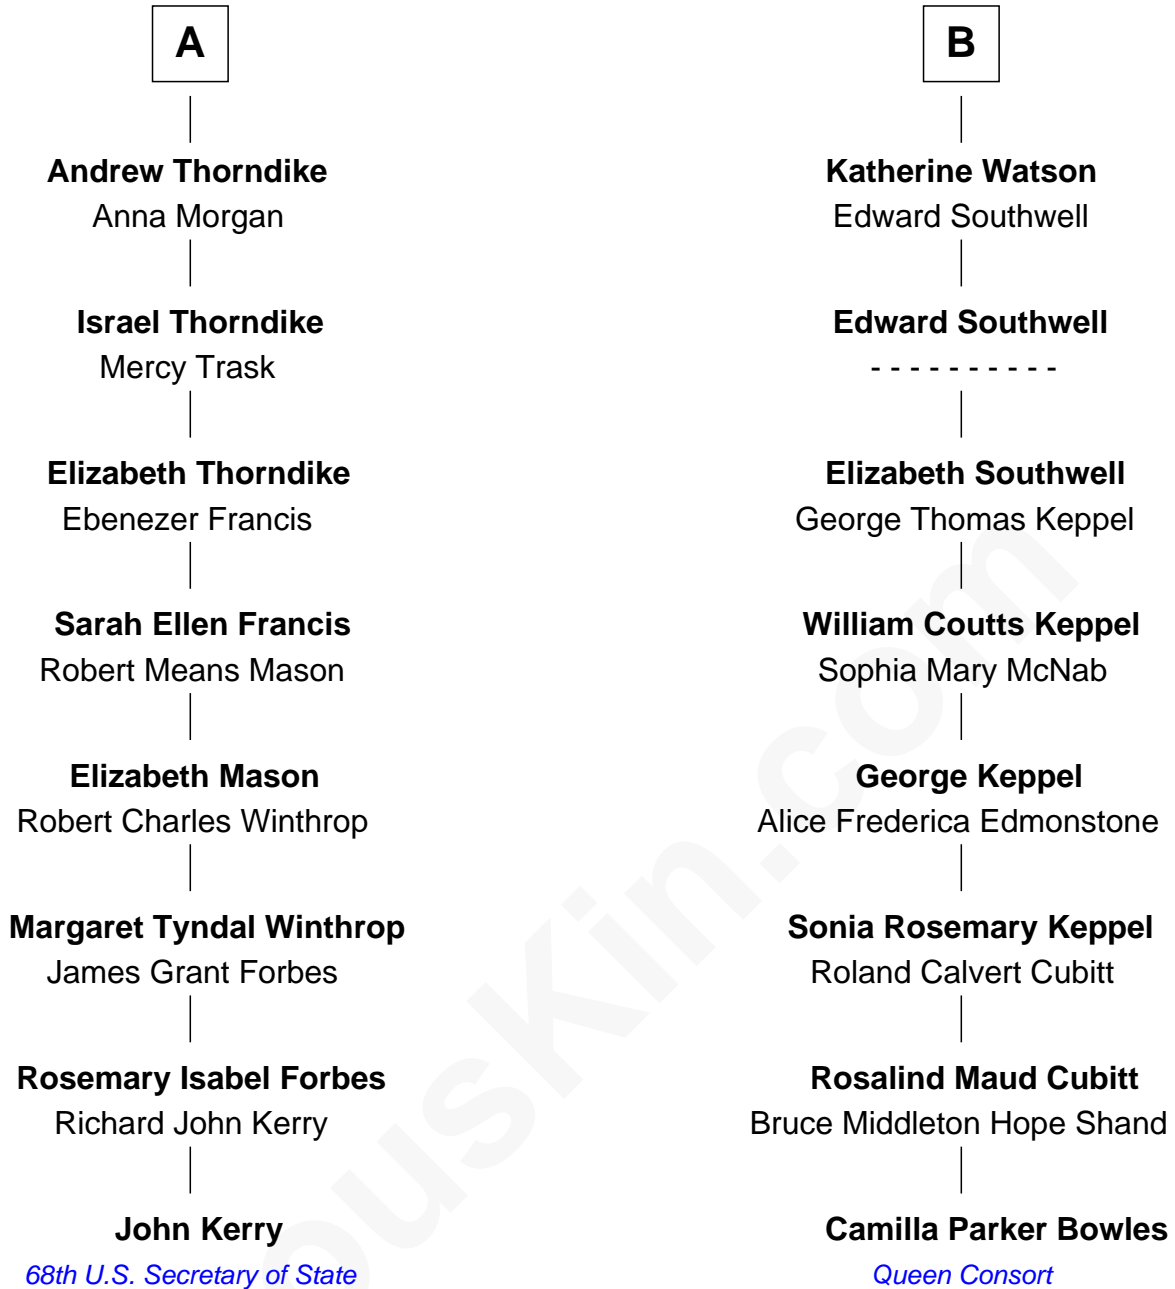 A
B
Andrew Thorndike
Anna Morgan
Katherine Watson
Edward Southwell
Israel Thorndike
Mercy Trask
Edward Southwell
- - - - - - - - - -
Elizabeth Thorndike
Ebenezer Francis
Elizabeth Southwell
George Thomas Keppel
Sarah Ellen Francis
Robert Means Mason
William Coutts Keppel
Sophia Mary McNab
Elizabeth Mason
Robert Charles Winthrop
George Keppel
Alice Frederica Edmonstone
Margaret Tyndal Winthrop
James Grant Forbes
Sonia Rosemary Keppel
Roland Calvert Cubitt
Rosemary Isabel Forbes
Richard John Kerry
Rosalind Maud Cubitt
Bruce Middleton Hope Shand
John Kerry
68th U.S. Secretary of State
Camilla Parker Bowles
Queen Consort
ousKin.com